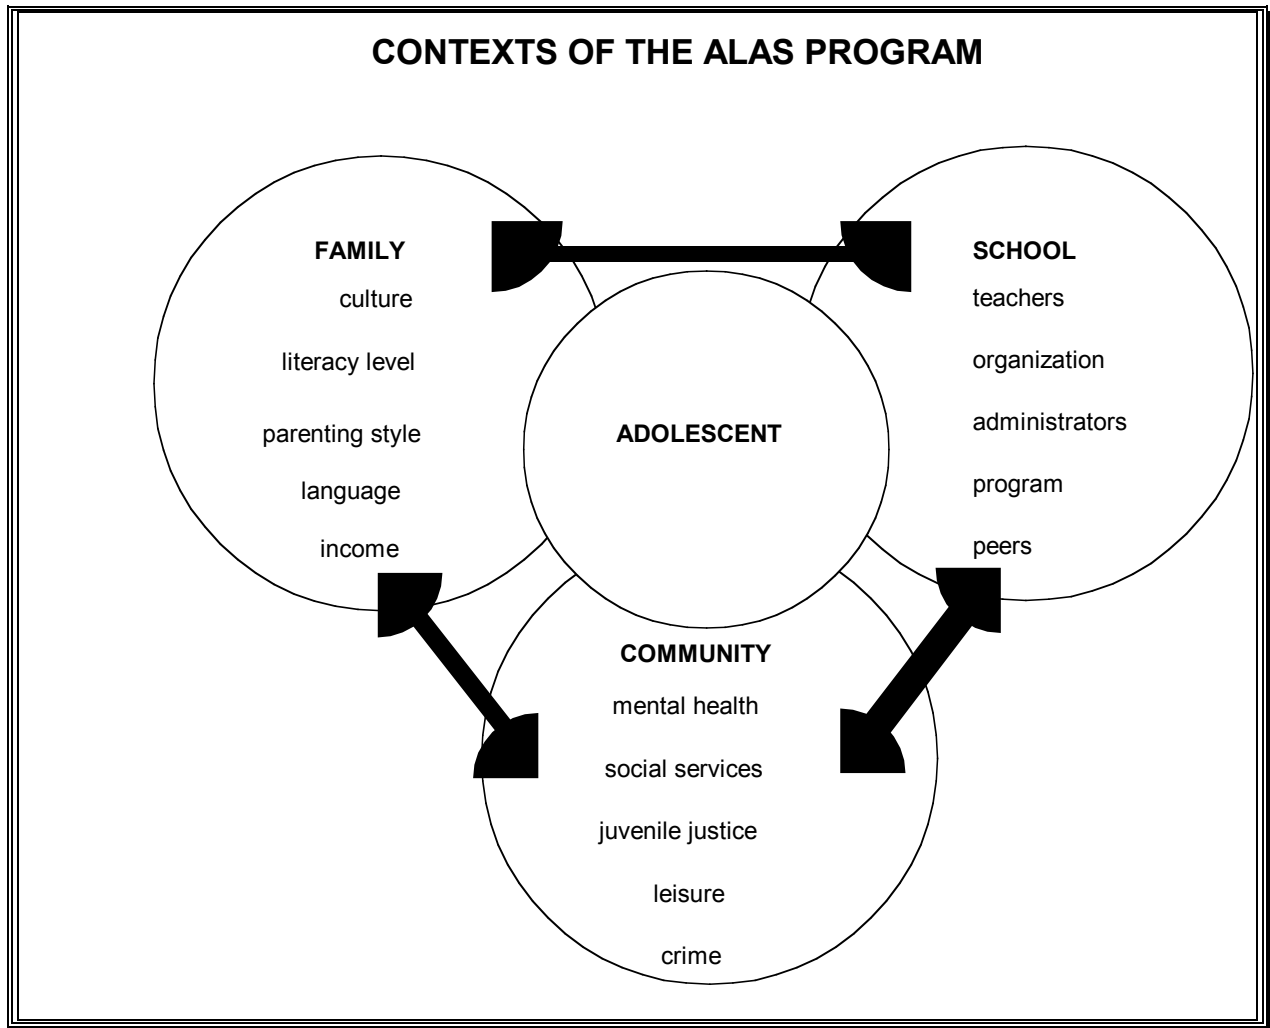 CONTEXTS OF THE ALAS PROGRAM
FAMILY
culture
literacy level
parenting style
language
income
SCHOOL
teachers
organization
administrators
program
peers
ADOLESCENT
COMMUNITY
mental health
social services
juvenile justice
leisure
crime